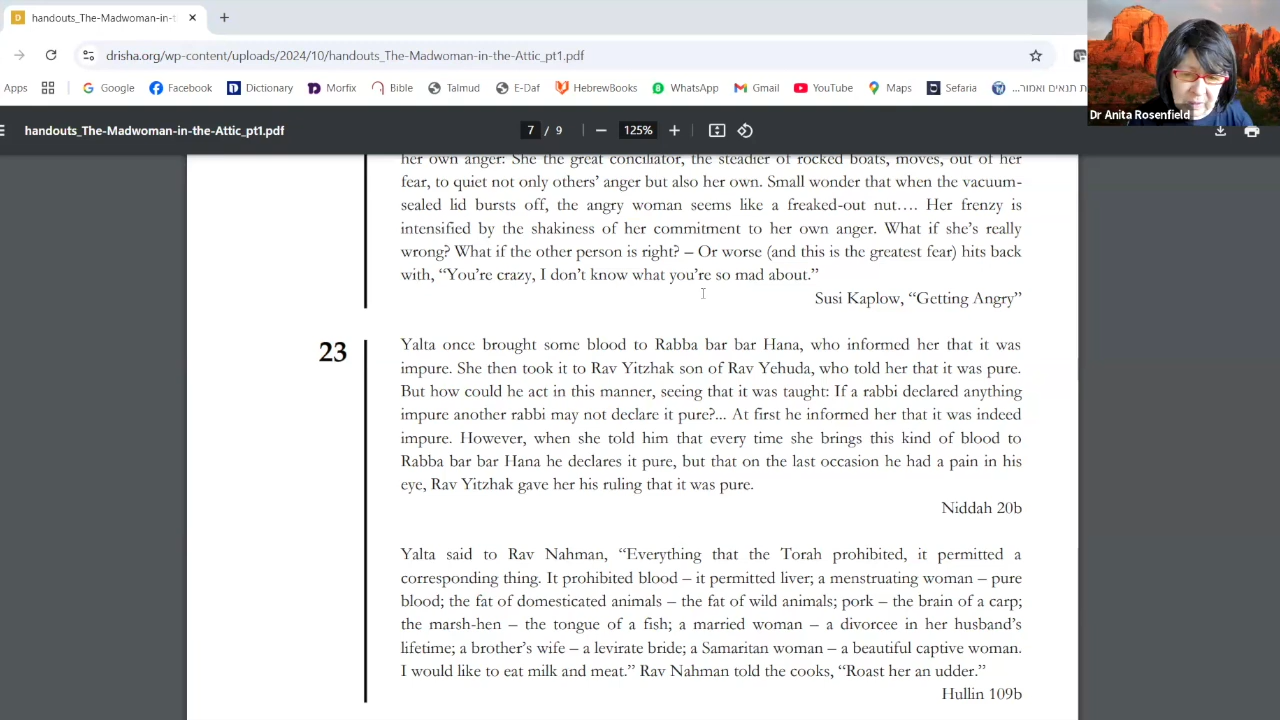 handouts_The-Madwoman-in-t
drisha.org/wp-content/uploads/2024/10/handouts_The-Madwoman-in-the-Attic_pt1.pdf
Apps Google Facebook Dictionary Morfix Bible Talmud E-Daf HebrewBooks WhatsApp Gmail YouTube Maps Sefaria ...ת תנאים ואמור
Dr Anita Rosenfield
handouts_The-Madwoman-in-the-Attic_pt1.pdf 7 / 9 125%
her own anger: She the great conciliator, the steadier of rocked boats, moves, out of her
fear, to quiet not only others’ anger but also her own. Small wonder that when the vacuum-
sealed lid bursts off, the angry woman seems like a freaked-out nut…. Her frenzy is
intensified by the shakiness of her commitment to her own anger. What if she’s really
wrong? What if the other person is right? – Or worse (and this is the greatest fear) hits back
with, “You’re crazy, I don’t know what you’re so mad about.”
Susi Kaplow, “Getting Angry”
23
Yalta once brought some blood to Rabba bar bar Hana, who informed her that it was
impure. She then took it to Rav Yitzhak son of Rav Yehuda, who told her that it was pure.
But how could he act in this manner, seeing that it was taught: If a rabbi declared anything
impure another rabbi may not declare it pure?... At first he informed her that it was indeed
impure. However, when she told him that every time she brings this kind of blood to
Rabba bar bar Hana he declares it pure, but that on the last occasion he had a pain in his
eye, Rav Yitzhak gave her his ruling that it was pure.
Niddah 20b
Yalta said to Rav Nahman, “Everything that the Torah prohibited, it permitted a
corresponding thing. It prohibited blood – it permitted liver; a menstruating woman – pure
blood; the fat of domesticated animals – the fat of wild animals; pork – the brain of a carp;
the marsh-hen – the tongue of a fish; a married woman – a divorcee in her husband’s
lifetime; a brother’s wife – a levirate bride; a Samaritan woman – a beautiful captive woman.
I would like to eat milk and meat.” Rav Nahman told the cooks, “Roast her an udder.”
Hullin 109b